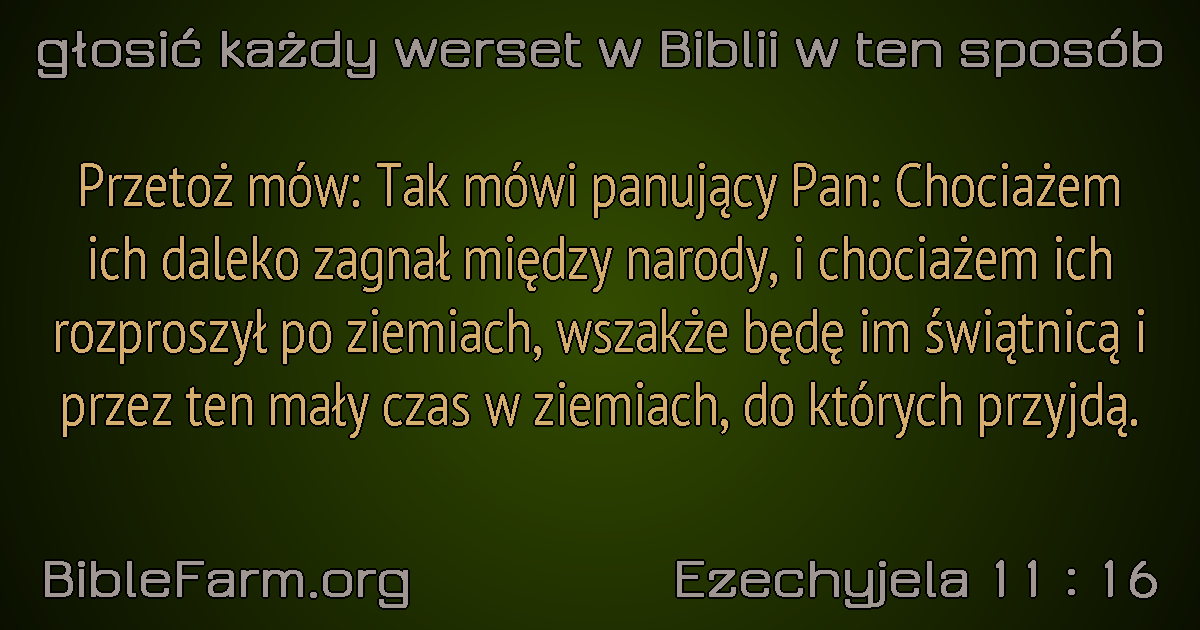 głosić każdy werset w Biblii w ten sposób
Przetoż mów: Tak mówi panujący Pan: Chociażem
ich daleko zagnał między narody, i chociażem ich
rozproszył po ziemiach, wszakże będę im świątnicą i
przez ten mały czas w ziemiach, do których przyjdą.
BibleFarm.org
Ezechyjela 11 : 16